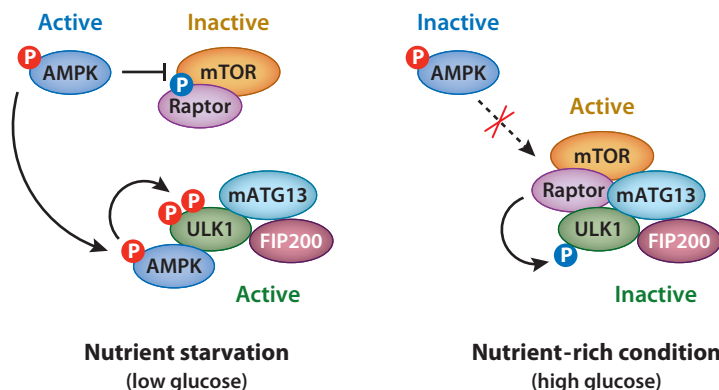 Active
Inactive
P
AMPK
mTOR
P
Raptor
P
P
mATG13
ULK1
FIP200
P
AMPK
Active
Nutrient starvation
(low glucose)
Inactive
P
AMPK
Active
mTOR
Raptor
mATG13
ULK1
FIP200
P
Inactive
Nutrient-rich condition
(high glucose)